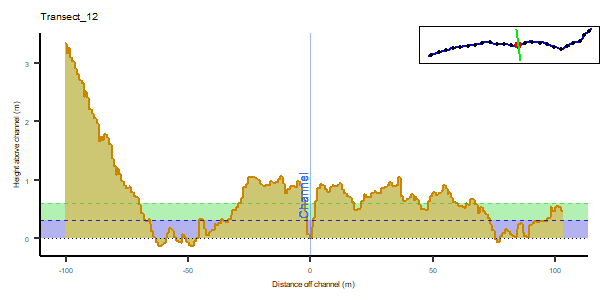 Transect_12
Height above channel (m)
3
2
1
0
Channel
-100
-50
0
50
100
Distance off channel (m)